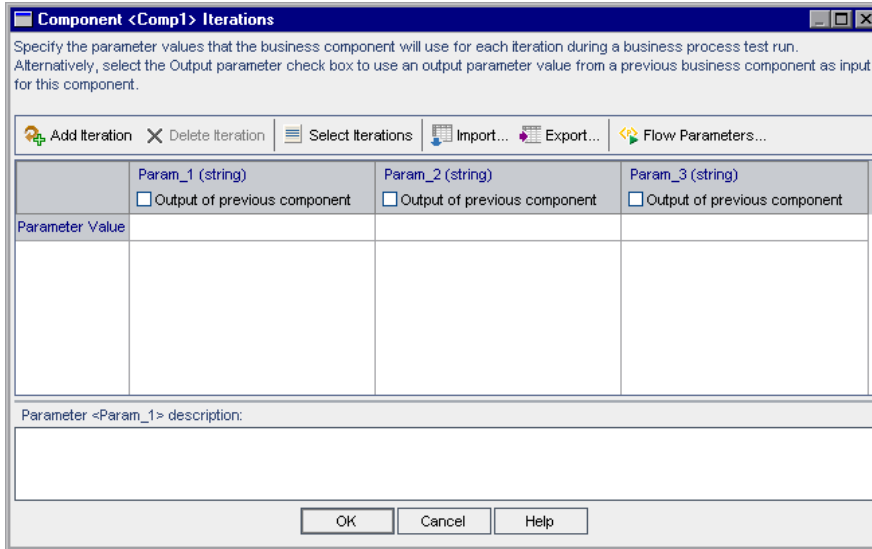 Component <Comp1> Iterations
Specify the parameter values that the business component will use for each iteration during a business process test run.
Alternatively, select the Output parameter check box to use an output parameter value from a previous business component as input
for this component.
Add Iteration Delete Iteration Select Iterations Import... Export... Flow Parameters...
Param_1 (string) Param_2 (string) Param_3 (string)
Output of previous component Output of previous component Output of previous component
Parameter Value
Parameter <Param_1> description:
OK Cancel Help